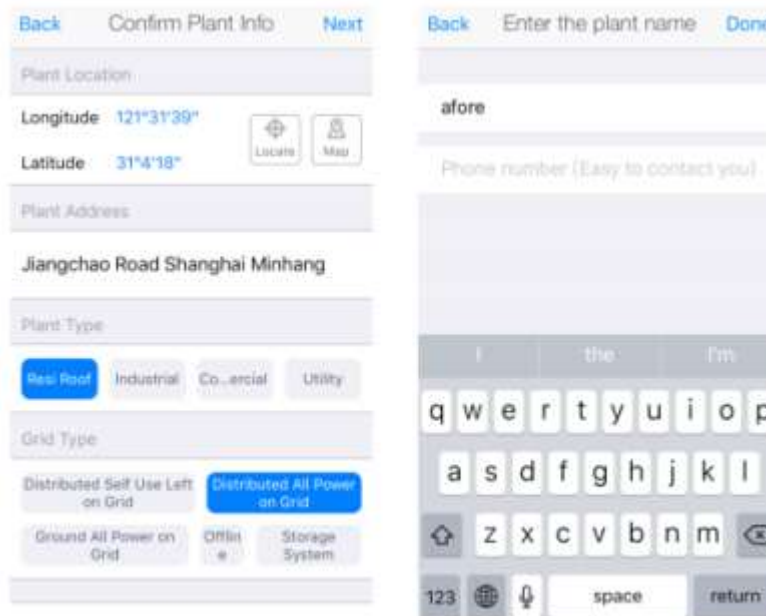 Back Confirm Plant Info Next
Plant Location
Longitude 121°31'39"
Latitude 31°4'18"
Locate Map
Plant Address
Jiangchao Road Shanghai Minhang
Plant Type
Resi Roof Industrial Co...ercial Utility
Grid Type
Distributed Self Use Left
on Grid
Distributed All Power
on Grid
Ground All Power on
Grid
Offlin
e
Storage
System
Back Enter the plant name Done
afore
Phone number (Easy to contact you)
I the I'm
q w e r t y u i o p
a s d f g h j k l
z x c v b n m
123 space return